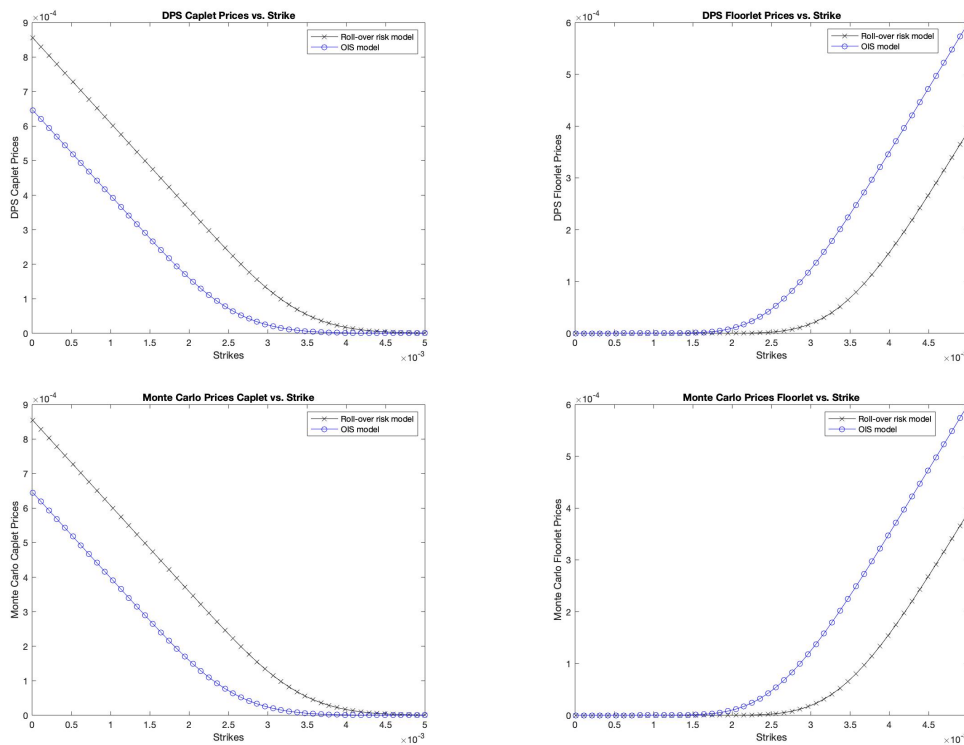 DPS Caplet Prices vs. Strike
×10⁻⁴
Roll-over risk model
OIS model
9
8
7
6
5
4
3
2
1
0
DPS Caplet Prices
0 0.5 1 1.5 2 2.5 3 3.5 4 4.5 5
Strikes
×10⁻³
DPS Floorlet Prices vs. Strike
×10⁻⁴
Roll-over risk model
OIS model
6
5
4
3
2
1
0
DPS Floorlet Prices
0 0.5 1 1.5 2 2.5 3 3.5 4 4.5
Strikes
Monte Carlo Prices Caplet vs. Strike
×10⁻⁴
Roll-over risk model
OIS model
9
8
7
6
5
4
3
2
1
0
Monte Carlo Caplet Prices
0 0.5 1 1.5 2 2.5 3 3.5 4 4.5 5
Strikes
×10⁻³
Monte Carlo Prices Floorlet vs. Strike
×10⁻⁴
Roll-over risk model
OIS model
6
5
4
3
2
1
0
Monte Carlo Floorlet Prices
0 0.5 1 1.5 2 2.5 3 3.5 4 4.5
Strikes